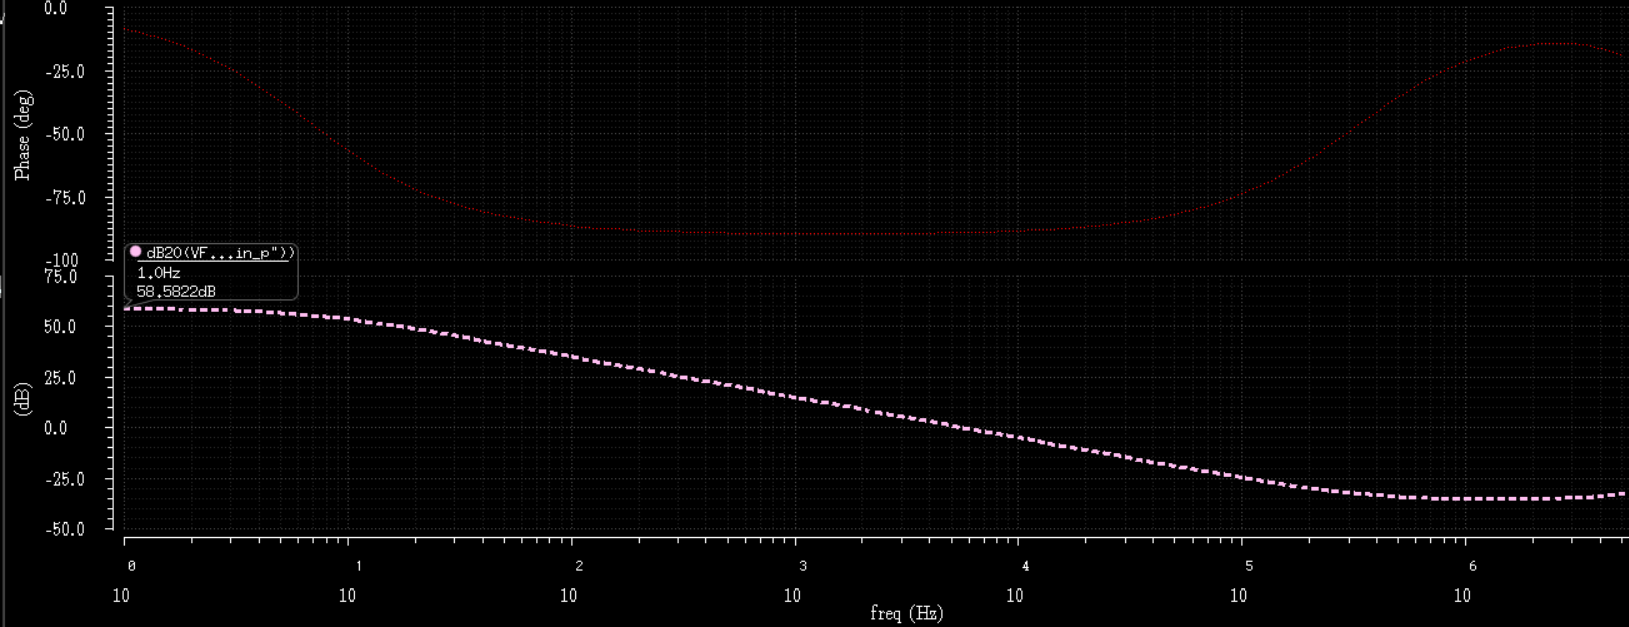 0.0
-25.0
-50.0
-75.0
-100
Phase (deg)
dB20(VF...in_p"))
1.0Hz
58.5822dB
75.0
50.0
25.0
0.0
-25.0
-50.0
(dB)
0 1 2 3 4 5 6
10 10 10 10 10 10 10
freq (Hz)